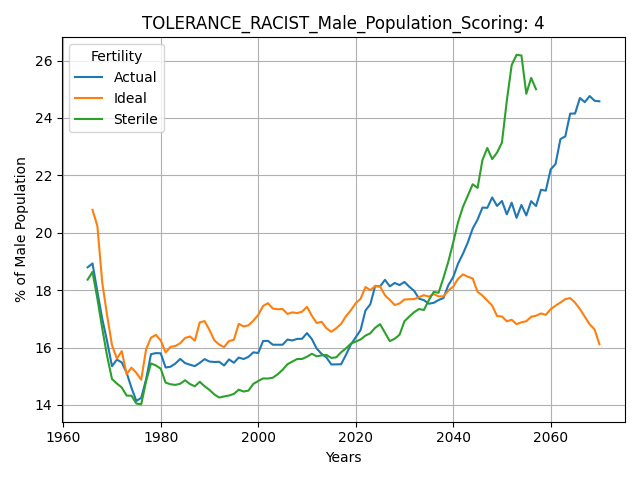 TOLERANCE_RACIST_Male_Population_Scoring: 4
Fertility
Actual
Ideal
Sterile
% of Male Population
26
24
22
20
18
16
14
1960
1980
2000
2020
2040
2060
Years